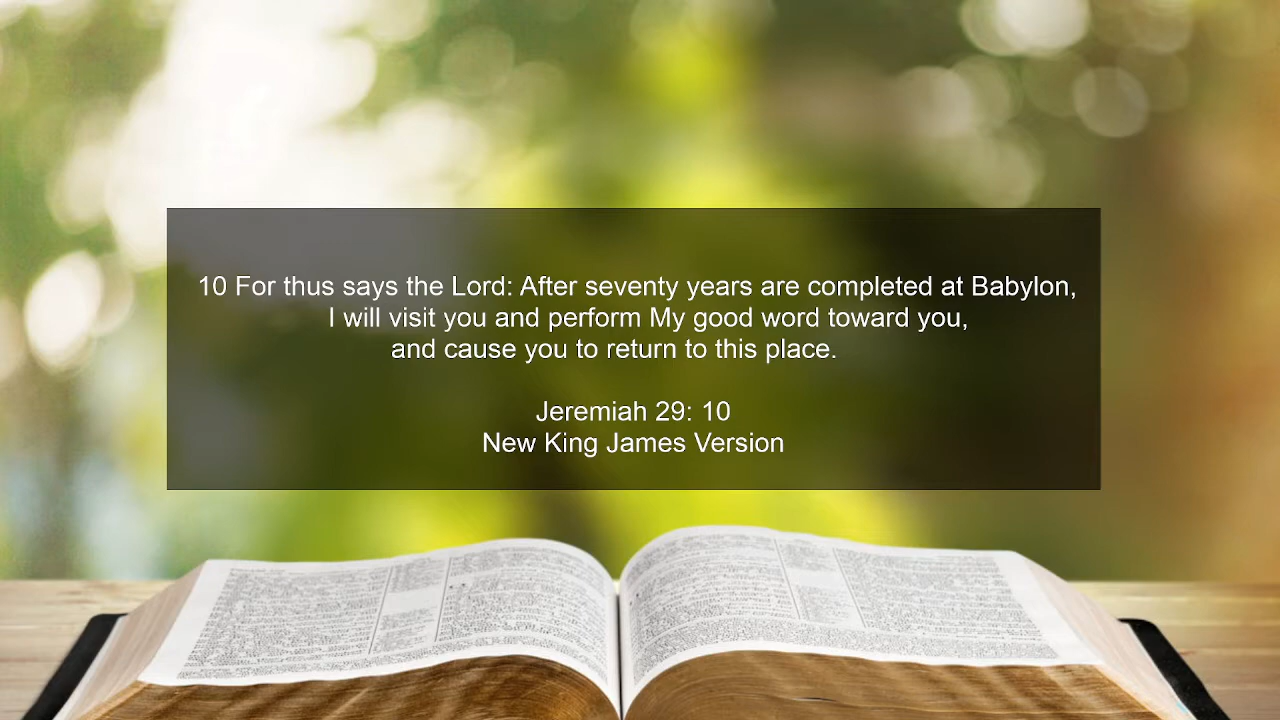 10 For thus says the Lord: After seventy years are completed at Babylon,
I will visit you and perform My good word toward you,
and cause you to return to this place.
Jeremiah 29: 10
New King James Version